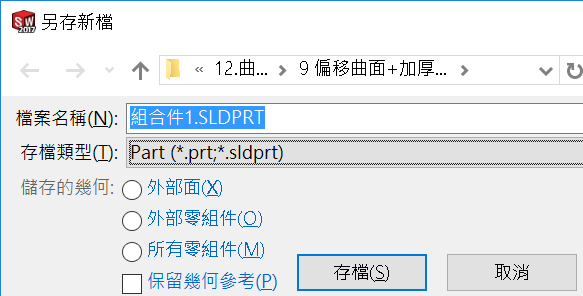 SW 2017 另存新檔
« 12.曲... 9 偏移曲面+加厚...
檔案名稱(N): 組合件1.SLDPRT
存檔類型(T): Part (*.prt;*.sldprt)
儲存的幾何: 外部面(X)
外部零組件(O)
所有零組件(M)
保留幾何參考(P) 存檔(S) 取消